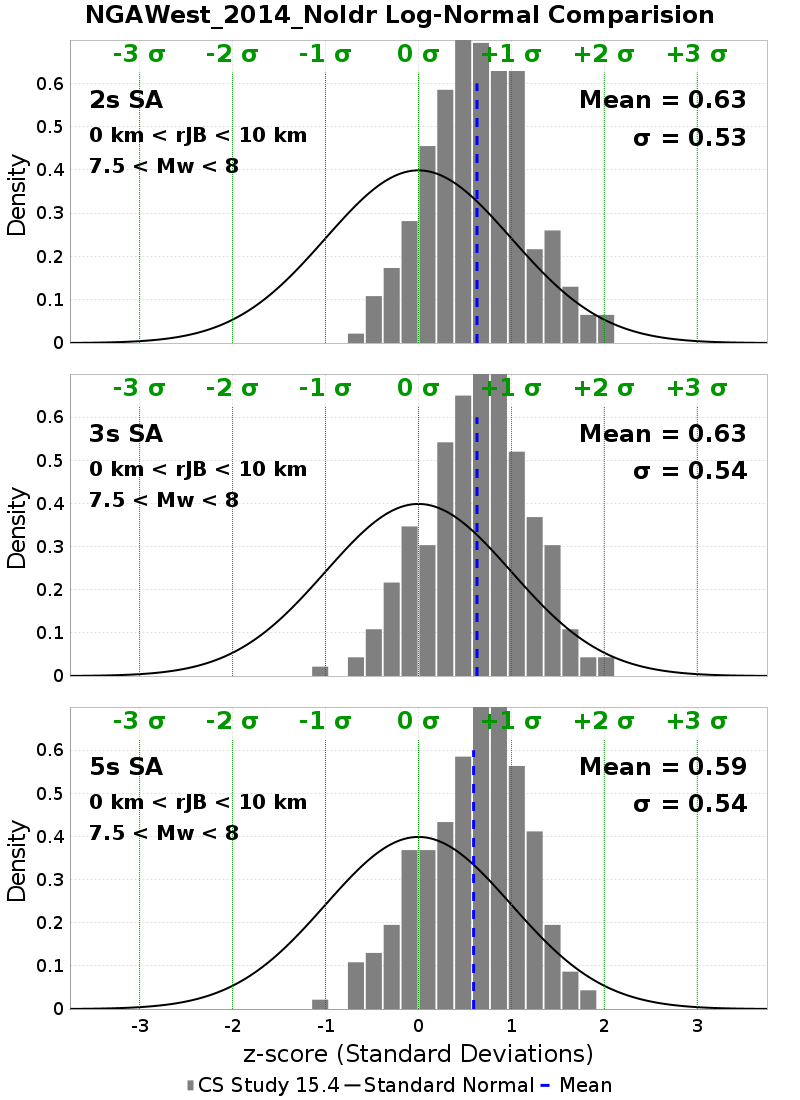 NGAWest_2014_NoIdr Log-Normal Comparision
-3 σ -2 σ -1 σ 0 σ +1 σ +2 σ +3 σ
2s SA
0 km < rJB < 10 km
7.5 < Mw < 8
Mean = 0.63
σ = 0.53
Density
0.6
0.5
0.4
0.3
0.2
0.1
0
-3 σ -2 σ -1 σ 0 σ +1 σ +2 σ +3 σ
3s SA
0 km < rJB < 10 km
7.5 < Mw < 8
Mean = 0.63
σ = 0.54
Density
0.6
0.5
0.4
0.3
0.2
0.1
0
-3 σ -2 σ -1 σ 0 σ +1 σ +2 σ +3 σ
5s SA
0 km < rJB < 10 km
7.5 < Mw < 8
Mean = 0.59
σ = 0.54
Density
0.6
0.5
0.4
0.3
0.2
0.1
0
-3 -2 -1 0 1 2 3
z-score (Standard Deviations)
CS Study 15.4 Standard Normal Mean